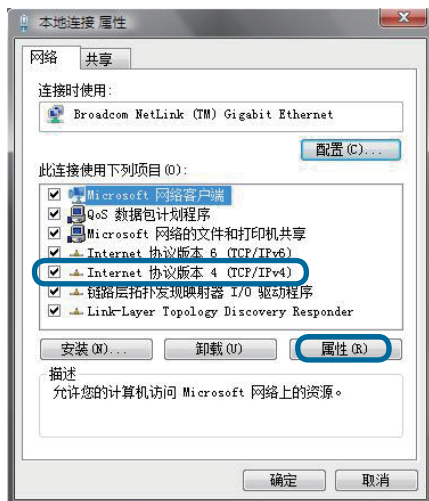 本地连接 属性
网络 共享
连接时使用:
Broadcom NetLink (TM) Gigabit Ethernet
配置(C)...
此连接使用下列项目(O):
Microsoft 网络客户端
QoS 数据包计划程序
Microsoft 网络的文件和打印机共享
Internet 协议版本 6 (TCP/IPv6)
Internet 协议版本 4 (TCP/IPv4)
链路层拓扑发现映射器 I/O 驱动程序
Link-Layer Topology Discovery Responder
安装(N)... 卸载(U) 属性(R)
描述
允许您的计算机访问 Microsoft 网络上的资源。
确定 取消